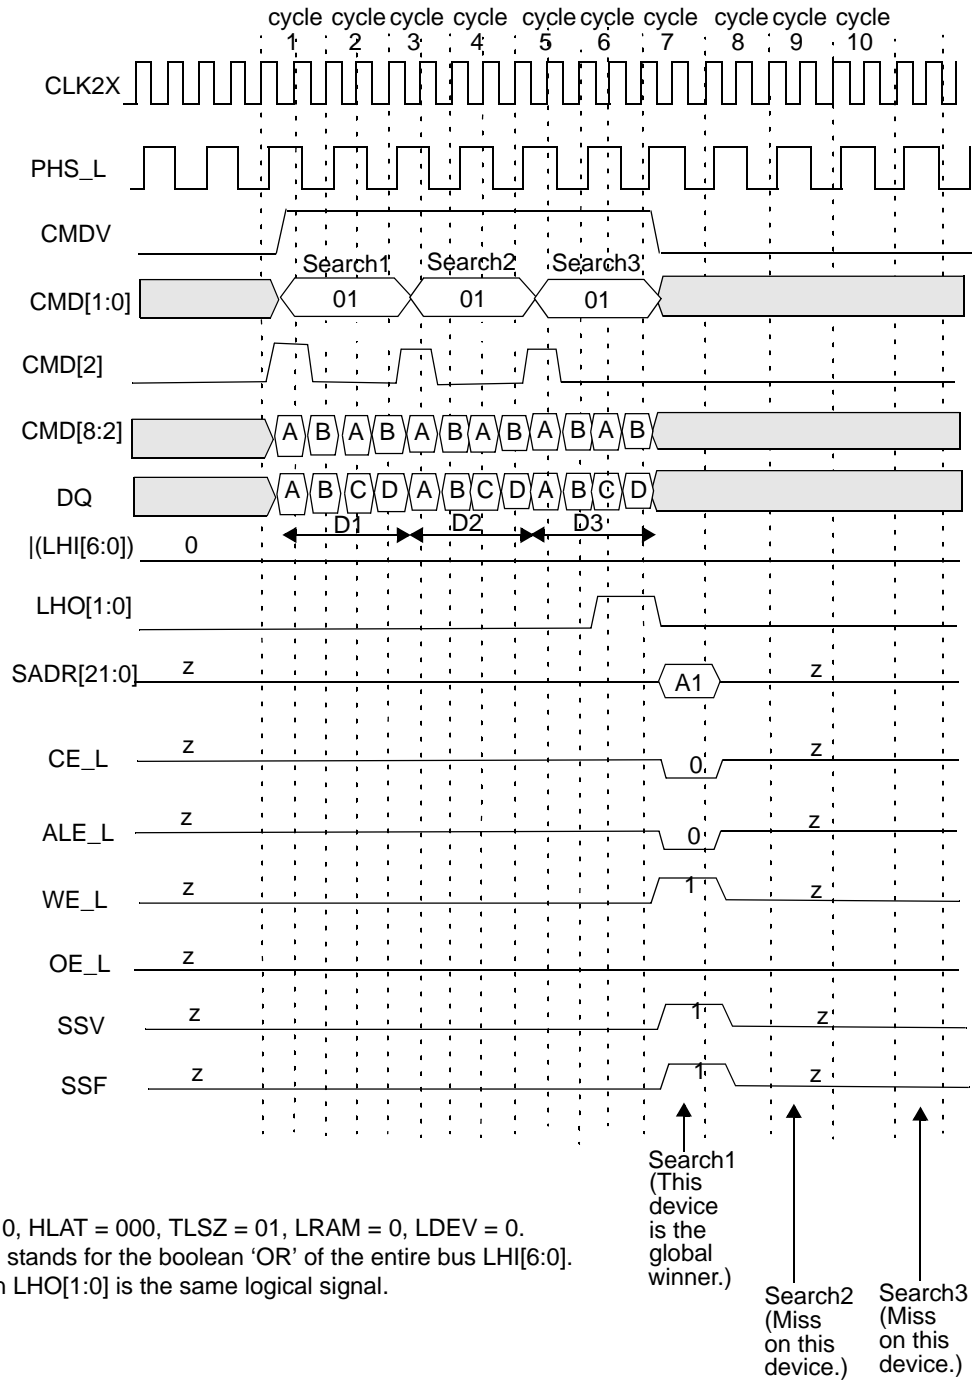 cycle cycle cycle cycle cycle cycle cycle cycle cycle cycle
1 2 3 4 5 6 7 8 9 10
CLK2X
PHS_L
CMDV
Search1 Search2 Search3
CMD[1:0] 01 01 01
CMD[2]
CMD[8:2] A B A B A B A B A B A B
DQ A B C D A B C D A B C D
D1 D2 D3
|(LHI[6:0]) 0
LHO[1:0]
SADR[21:0] z A1 z
CE_L z 0 z
ALE_L z 0 z
WE_L z 1 z
OE_L z
SSV z 1 z
SSF z 1 z
Search1
(This
device
is the
global
winner.)
0, HLAT = 000, TLSZ = 01, LRAM = 0, LDEV = 0.
stands for the boolean ‘OR’ of the entire bus LHI[6:0].
n LHO[1:0] is the same logical signal.
Search2
(Miss
on this
device.)
Search3
(Miss
on this
device.)